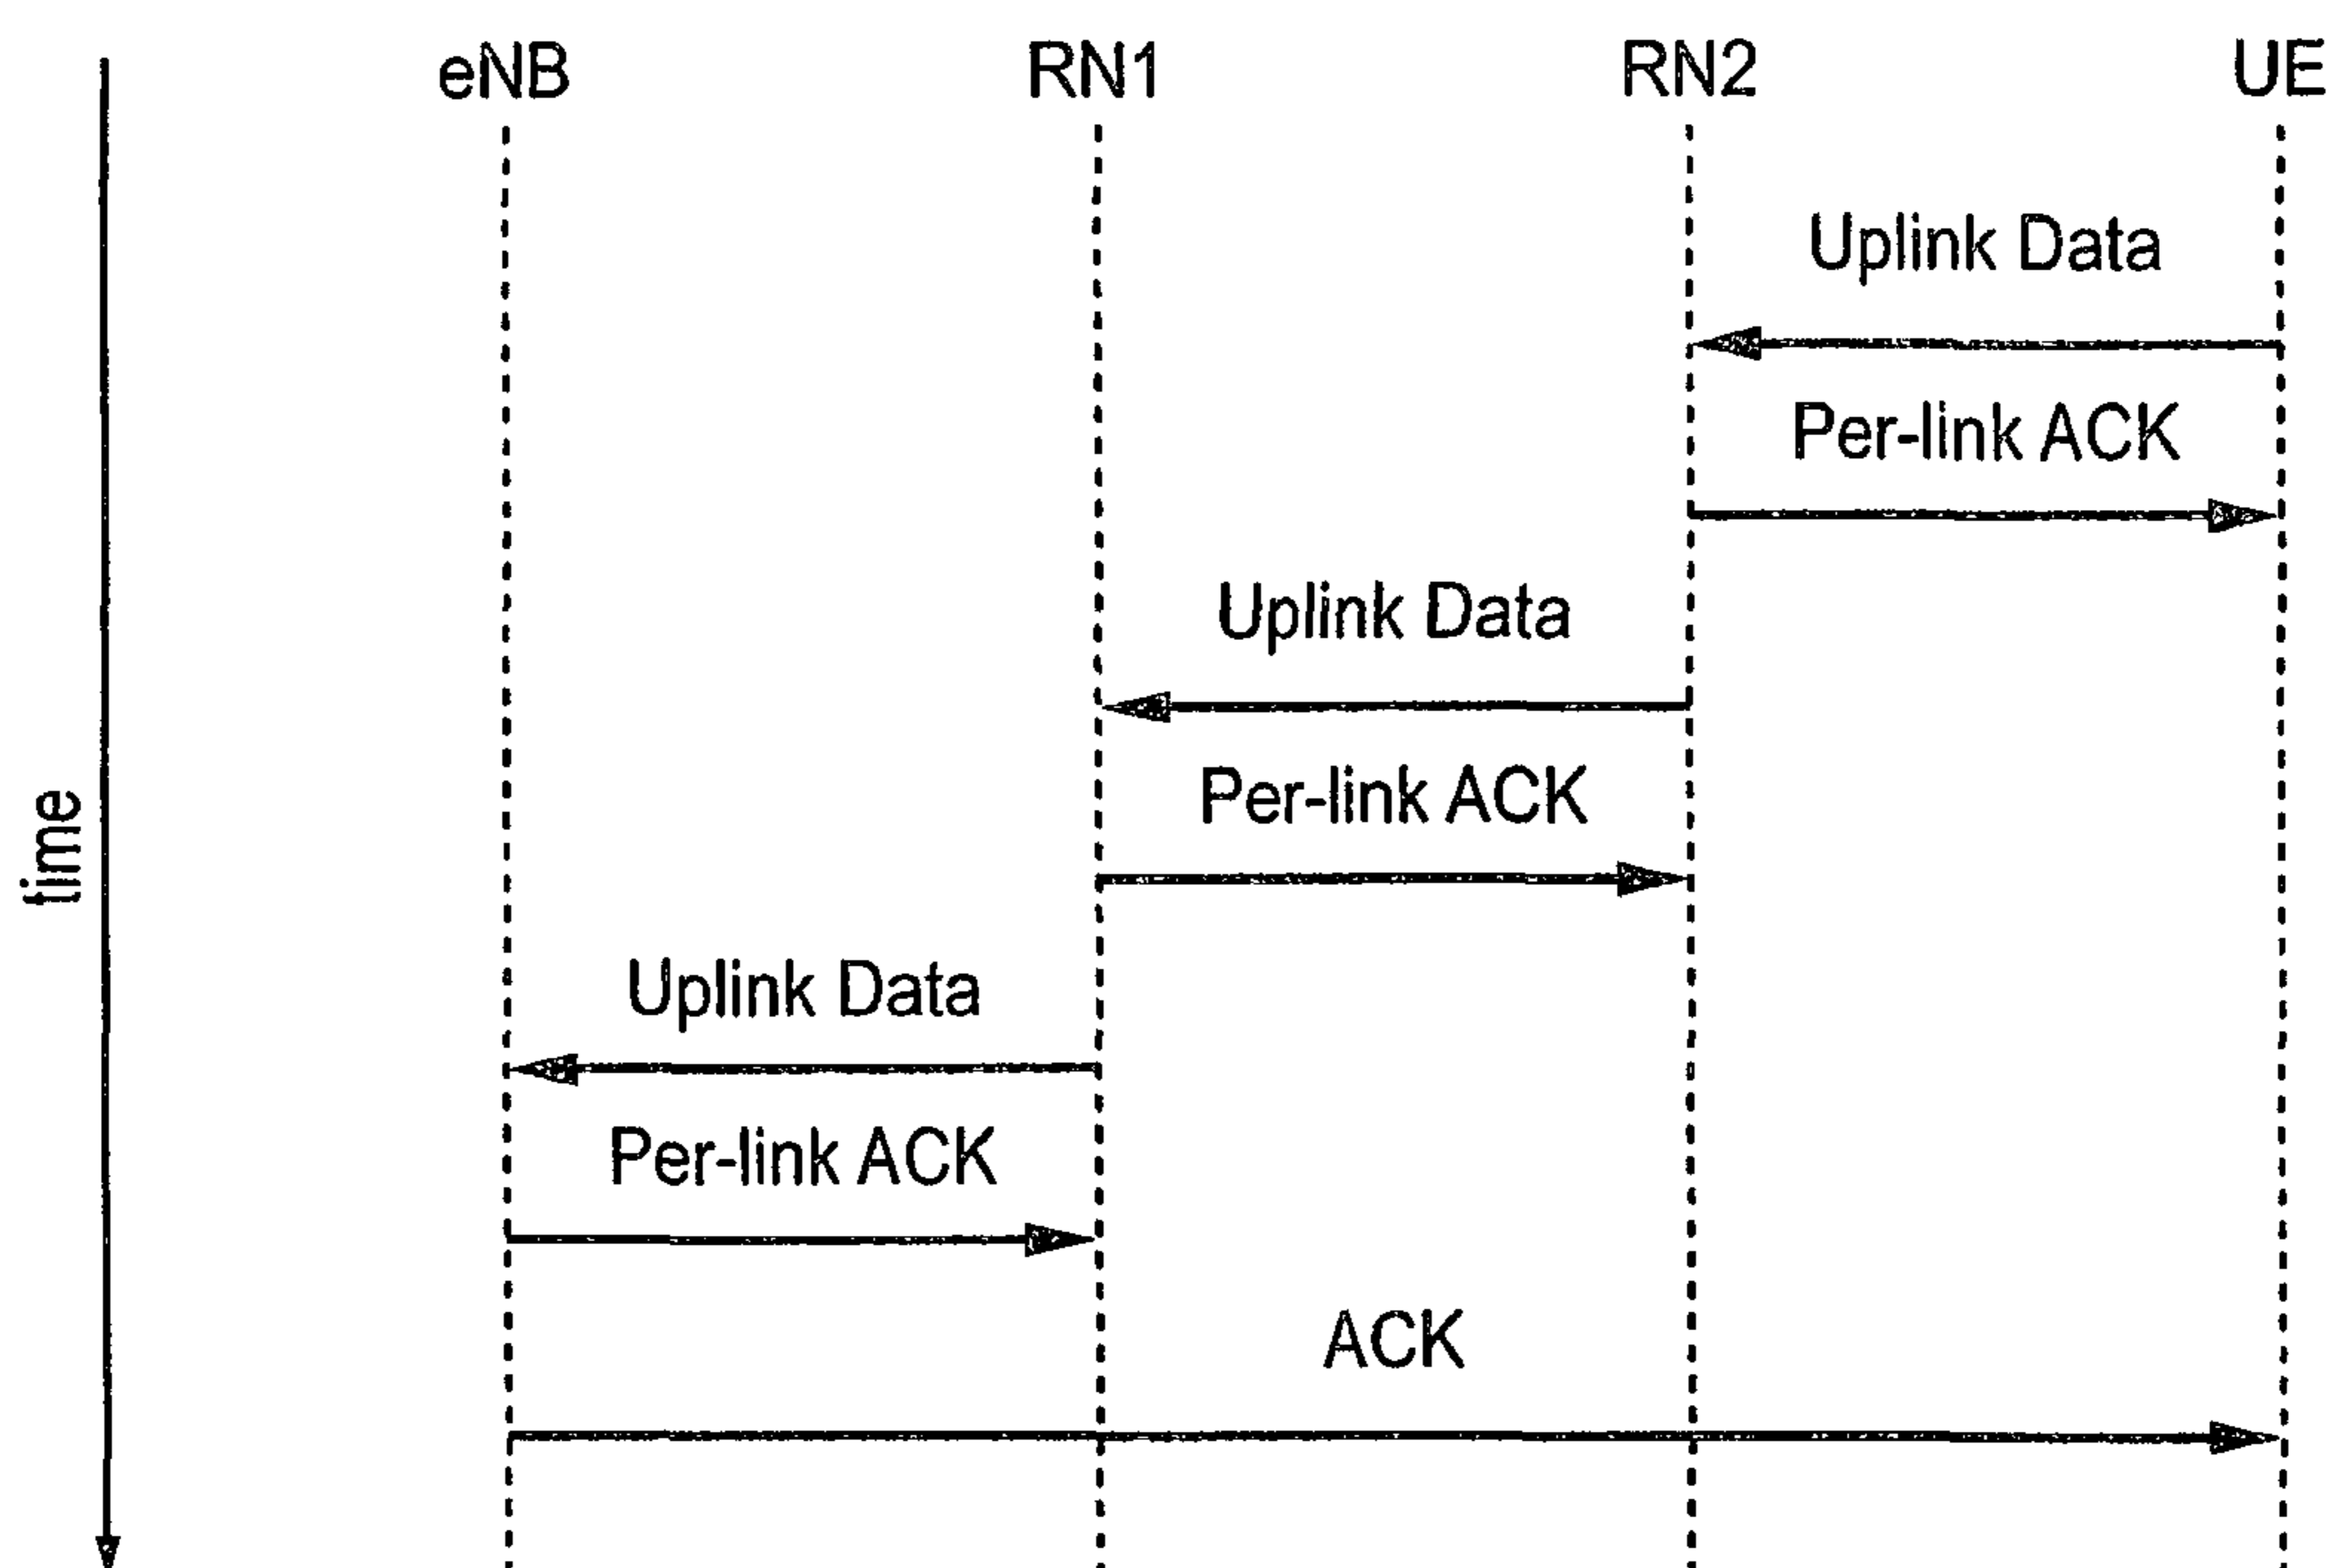 eNB RN1 RN2 UE
Uplink Data
Per-link ACK
Uplink Data
Per-link ACK
time
Uplink Data
Per-link ACK
ACK